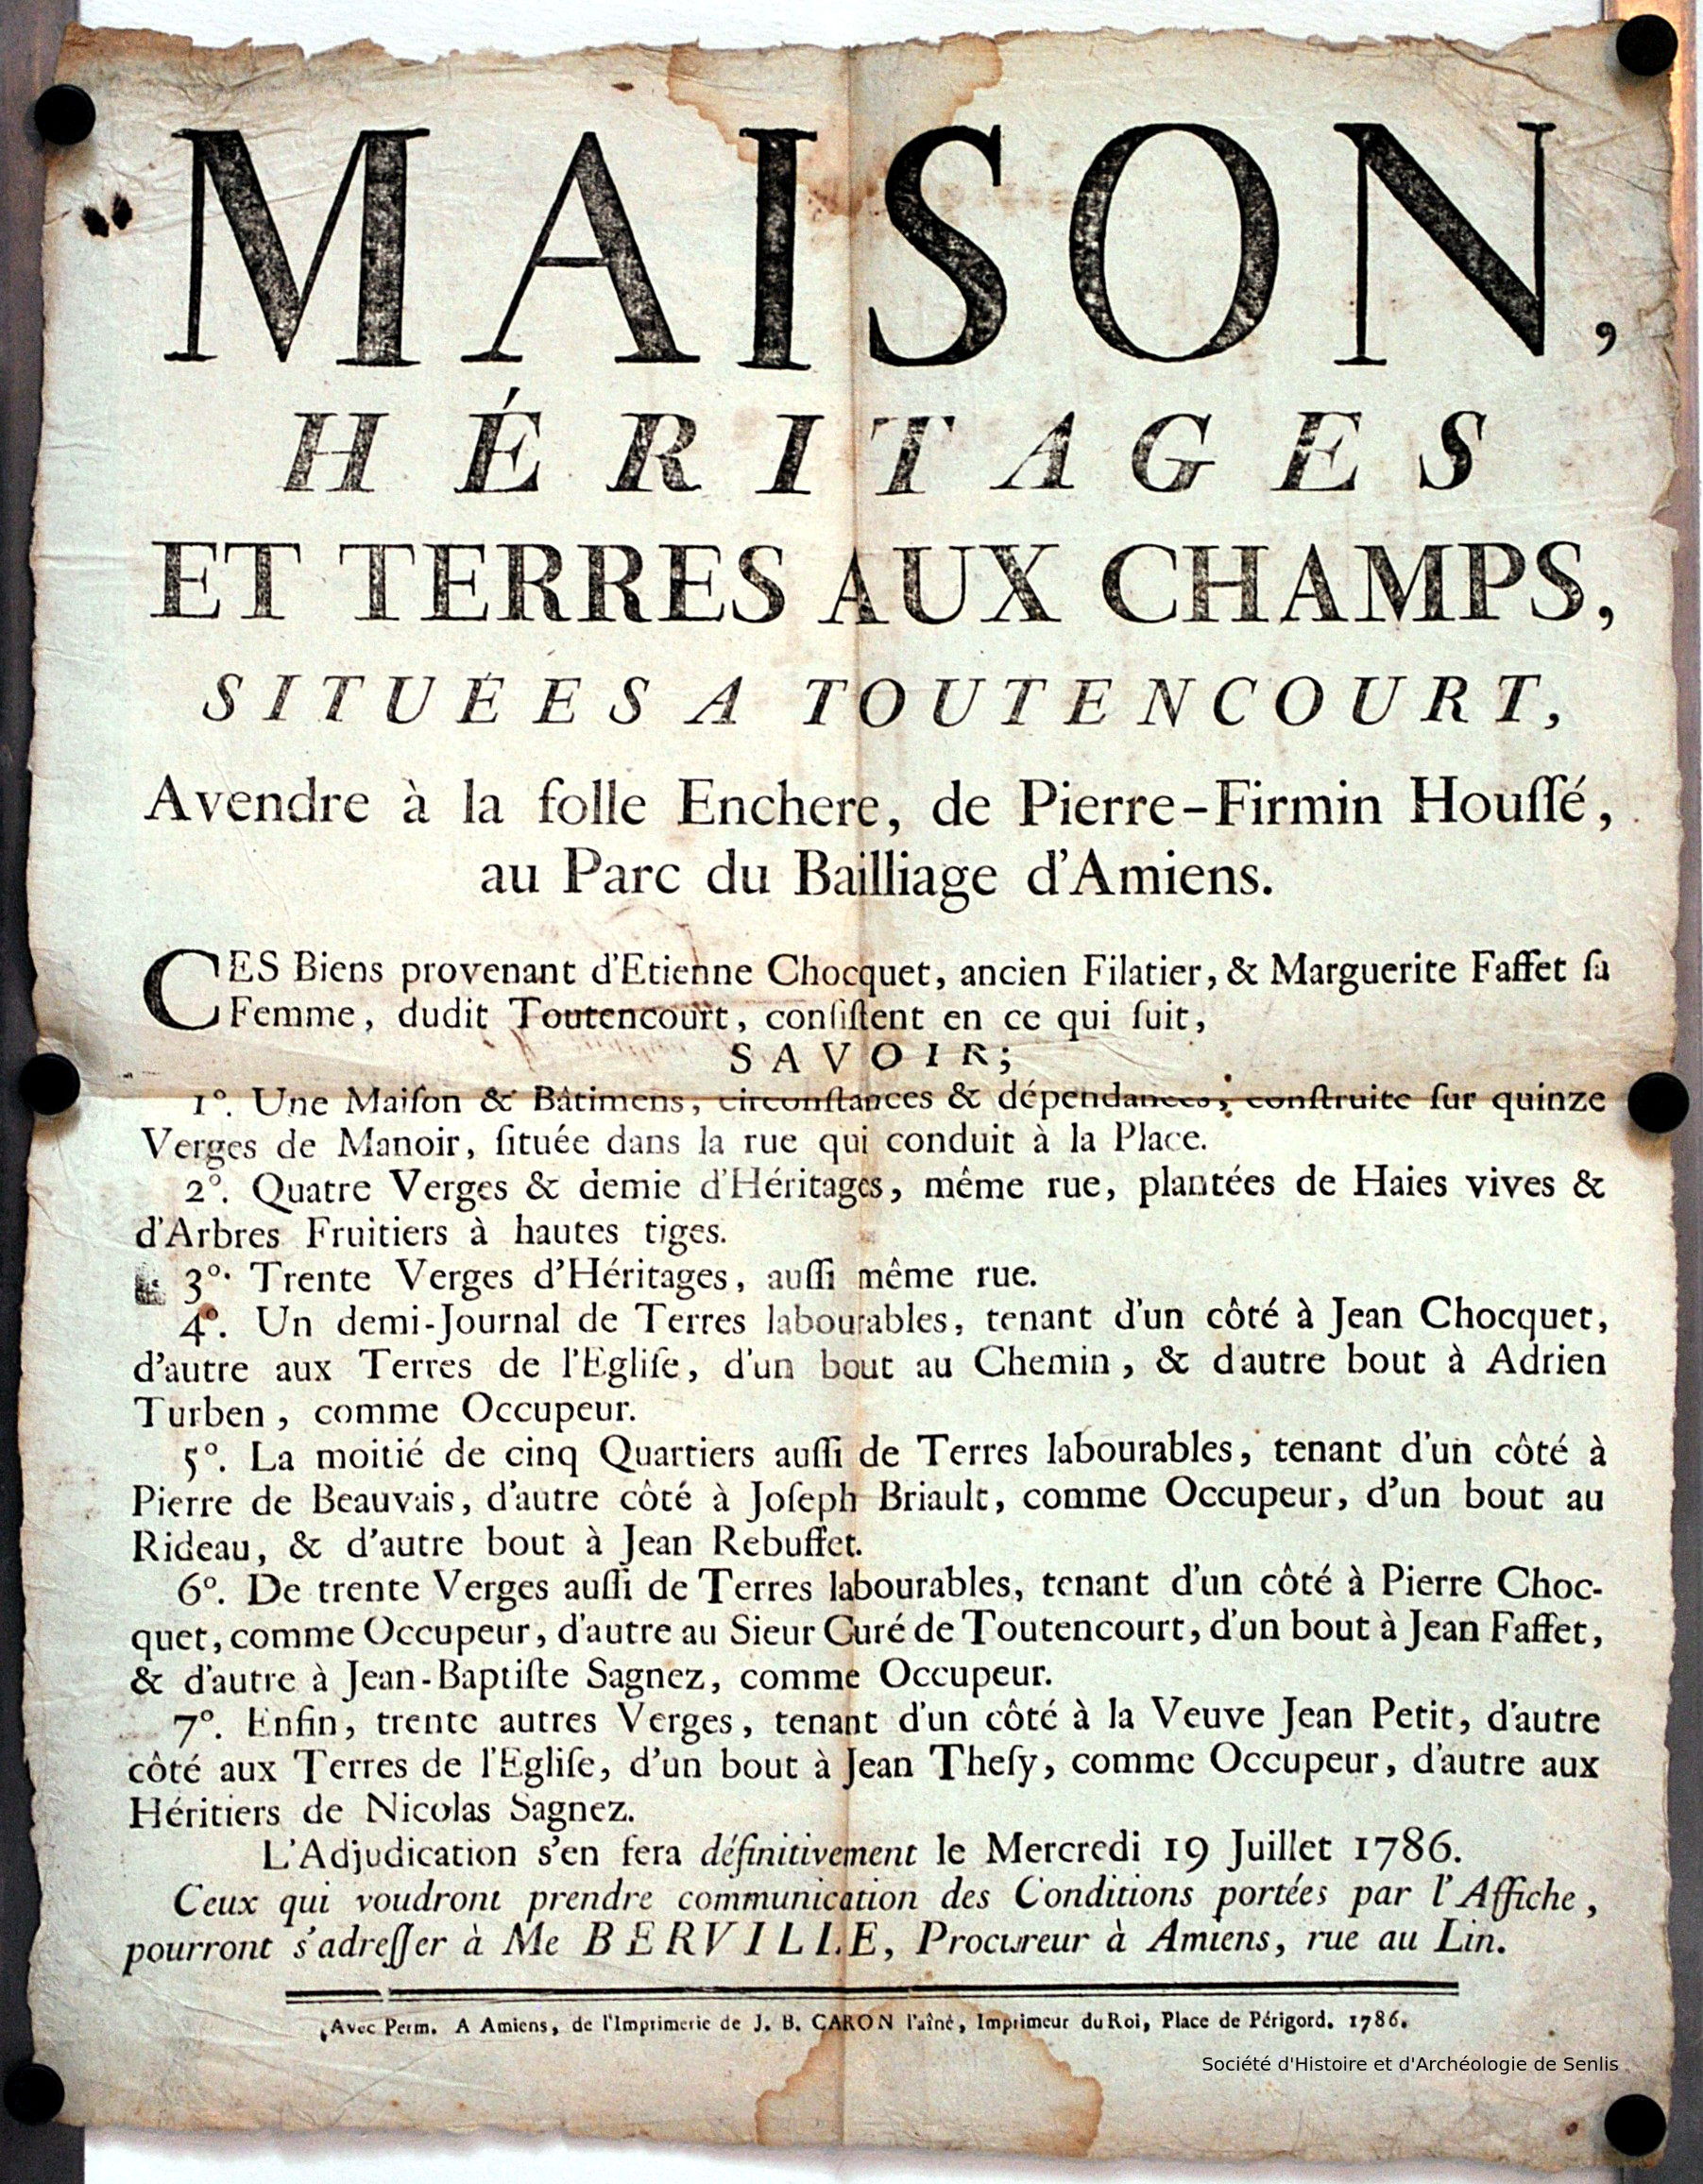 MAISON,
HÉRITAGES
ET TERRES AUX CHAMPS,
SITUÉES A TOUTENCOURT,
Avendre à la folle Enchere, de Pierre-Firmin Houſſé,
au Parc du Bailliage d'Amiens.
CES Biens provenant d'Etienne Chocquet, ancien Filatier, & Marguerite Faffet ſa
Femme, dudit Toutencourt, conſiſtent en ce qui ſuit,
SAVOIR;
1°. Une Maiſon & Bâtimens, circonſtances & dépendances, conſtruite ſur quinze
Verges de Manoir, ſituée dans la rue qui conduit à la Place.
2°. Quatre Verges & demie d'Héritages, même rue, plantées de Haies vives &
d'Arbres Fruitiers à hautes tiges.
3°. Trente Verges d'Héritages, auſſi même rue.
4°. Un demi-Journal de Terres labourables, tenant d'un côté à Jean Chocquet,
d'autre aux Terres de l'Egliſe, d'un bout au Chemin, & d'autre bout à Adrien
Turben, comme Occupeur.
5°. La moitié de cinq Quartiers auſſi de Terres labourables, tenant d'un côté à
Pierre de Beauvais, d'autre côté à Joſeph Briault, comme Occupeur, d'un bout au
Rideau, & d'autre bout à Jean Rebuffet.
6°. De trente Verges auſſi de Terres labourables, tenant d'un côté à Pierre Choc-
quet, comme Occupeur, d'autre au Sieur Curé de Toutencourt, d'un bout à Jean Faffet,
& d'autre à Jean-Baptiſte Sagnez, comme Occupeur.
7°. Enfin, trente autres Verges, tenant d'un côté à la Veuve Jean Petit, d'autre
côté aux Terres de l'Egliſe, d'un bout à Jean Theſy, comme Occupeur, d'autre aux
Héritiers de Nicolas Sagnez.
L'Adjudication s'en fera définitivement le Mercredi 19 Juillet 1786.
Ceux qui voudront prendre communication des Conditions portées par l'Affiche,
pourront s'adreſſer à Me BERVILLE, Procureur à Amiens, rue au Lin.
Avec Perm. A Amiens, de l'Imprimerie de J. B. CARON l'aîné, Imprimeur du Roi, Place de Périgord. 1786.
Société d'Histoire et d'Archéologie de Senlis